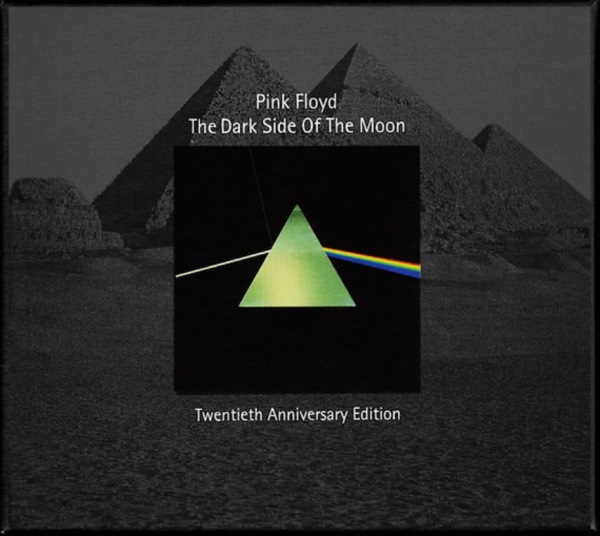 Pink Floyd
The Dark Side Of The Moon
Twentieth Anniversary Edition